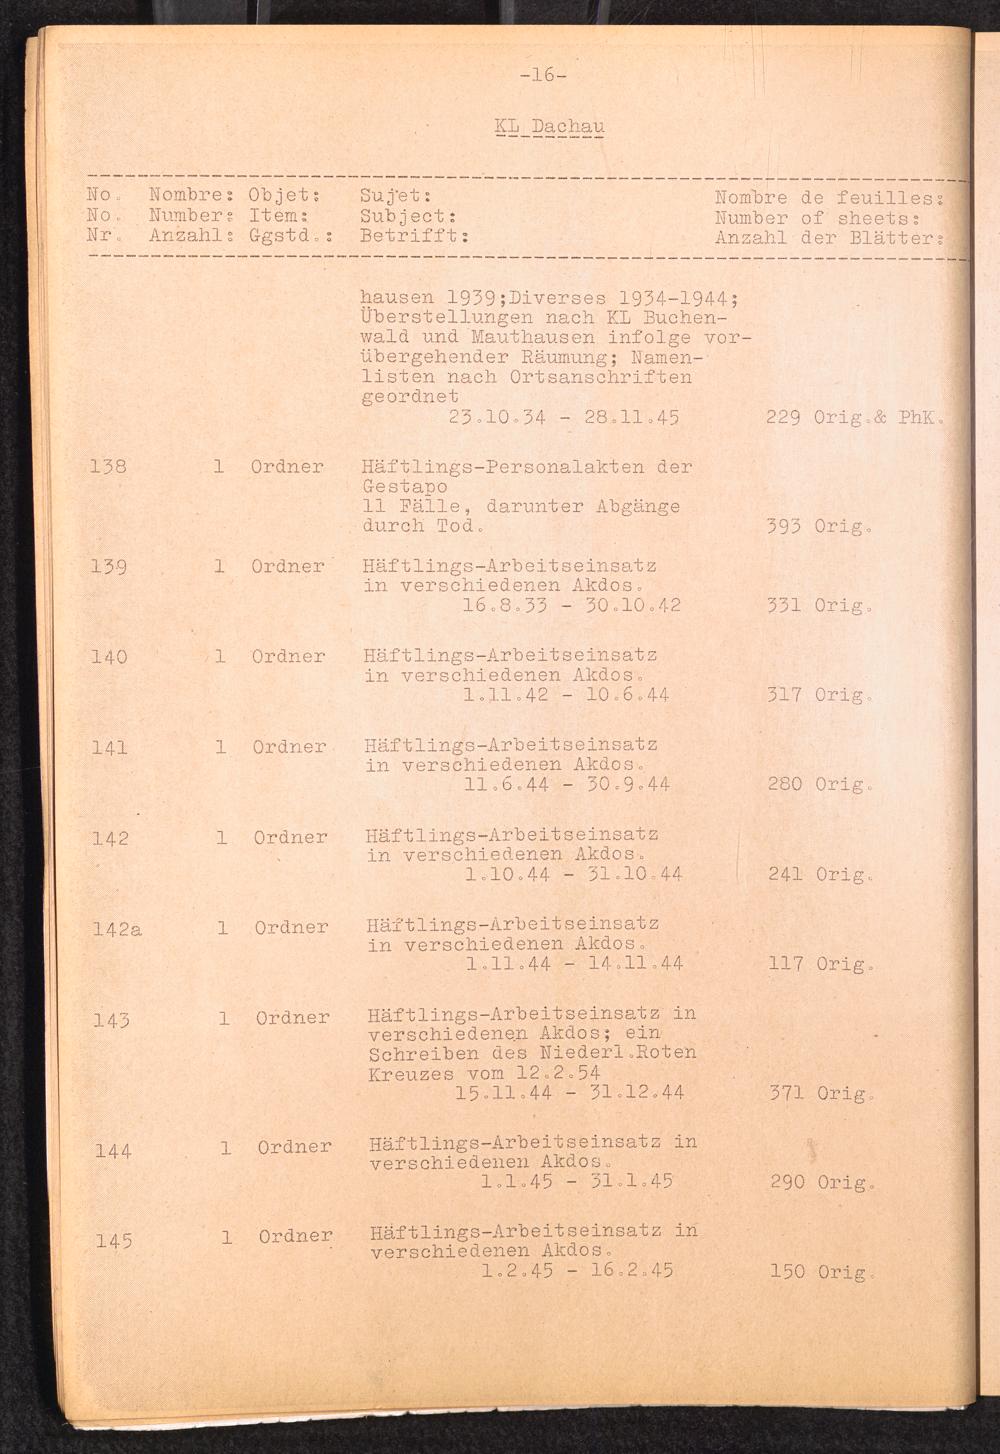 -16-
KL Dachau
No. Nombre: Objet: Sujet: Nombre de feuilles:
No. Number: Item: Subject: Number of sheets:
Nr. Anzahl: Ggstd.: Betrifft: Anzahl der Blätter:
hausen 1939;Diverses 1934-1944;
Überstellungen nach KL Buchen-
wald und Mauthausen infolge vor-
übergehender Räumung; Namen-
listen nach Ortsanschriften
geordnet
23.10.34 - 28.11.45 229 Orig.& PhK.
138 1 Ordner Häftlings-Personalakten der
Gestapo
11 Fälle, darunter Abgänge
durch Tod. 393 Orig.
139 1 Ordner Häftlings-Arbeitseinsatz
in verschiedenen Akdos.
16.8.33 - 30.10.42 331 Orig.
140 1 Ordner Häftlings-Arbeitseinsatz
in verschiedenen Akdos.
1.11.42 - 10.6.44 317 Orig.
141 1 Ordner Häftlings-Arbeitseinsatz
in verschiedenen Akdos.
11.6.44 - 30.9.44 280 Orig.
142 1 Ordner Häftlings-Arbeitseinsatz
in verschiedenen Akdos.
1.10.44 - 31.10.44 241 Orig.
142a 1 Ordner Häftlings-Arbeitseinsatz
in verschiedenen Akdos.
1.11.44 - 14.11.44 117 Orig.
143 1 Ordner Häftlings-Arbeitseinsatz in
verschiedenen Akdos; ein
Schreiben des Niederl.Roten
Kreuzes vom 12.2.54
15.11.44 - 31.12.44 371 Orig.
144 1 Ordner Häftlings-Arbeitseinsatz in
verschiedenen Akdos.
1.1.45 - 31.1.45 290 Orig.
145 1 Ordner Häftlings-Arbeitseinsatz in
verschiedenen Akdos.
1.2.45 - 16.2.45 150 Orig.